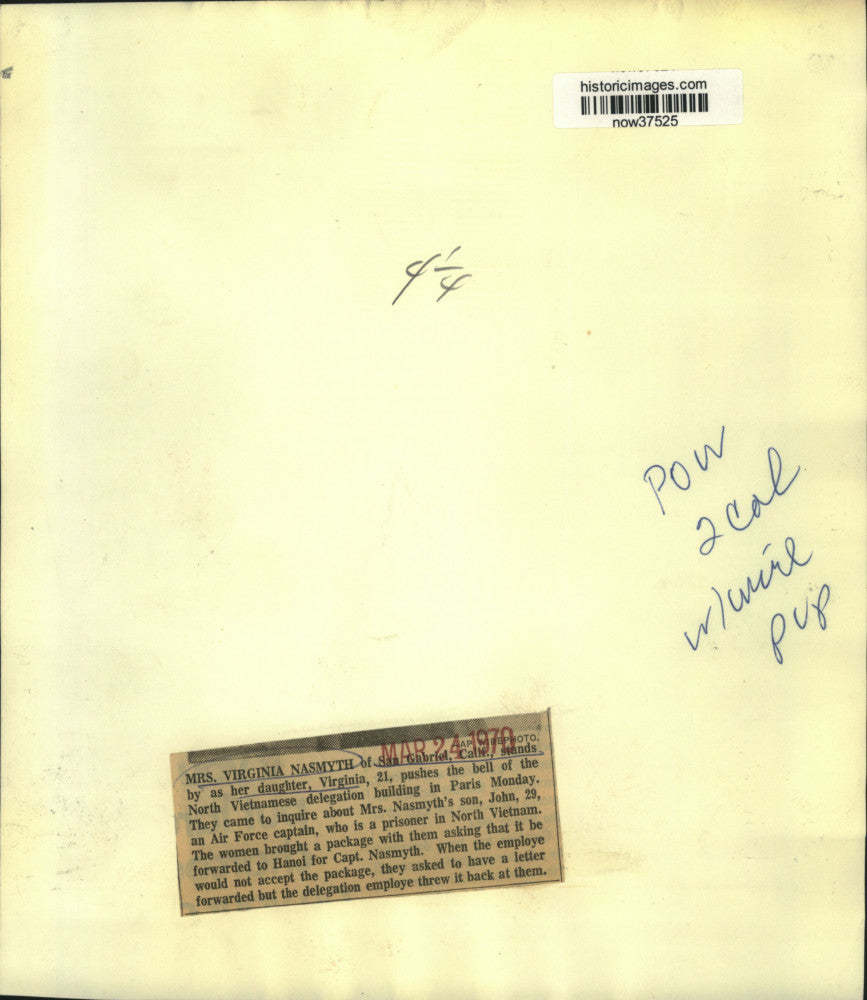 historicimages.com
now37525
4 1/4
POW
2 col
w/wire
pup
MAR 24 1970
AP WIREPHOTO.
MRS. VIRGINIA NASMYTH of San Gabriel, Calif., stands
by as her daughter, Virginia, 21, pushes the bell of the
North Vietnamese delegation building in Paris Monday.
They came to inquire about Mrs. Nasmyth's son, John, 29,
an Air Force captain, who is a prisoner in North Vietnam.
The women brought a package with them asking that it be
forwarded to Hanoi for Capt. Nasmyth. When the employe
would not accept the package, they asked to have a letter
forwarded but the delegation employe threw it back at them.